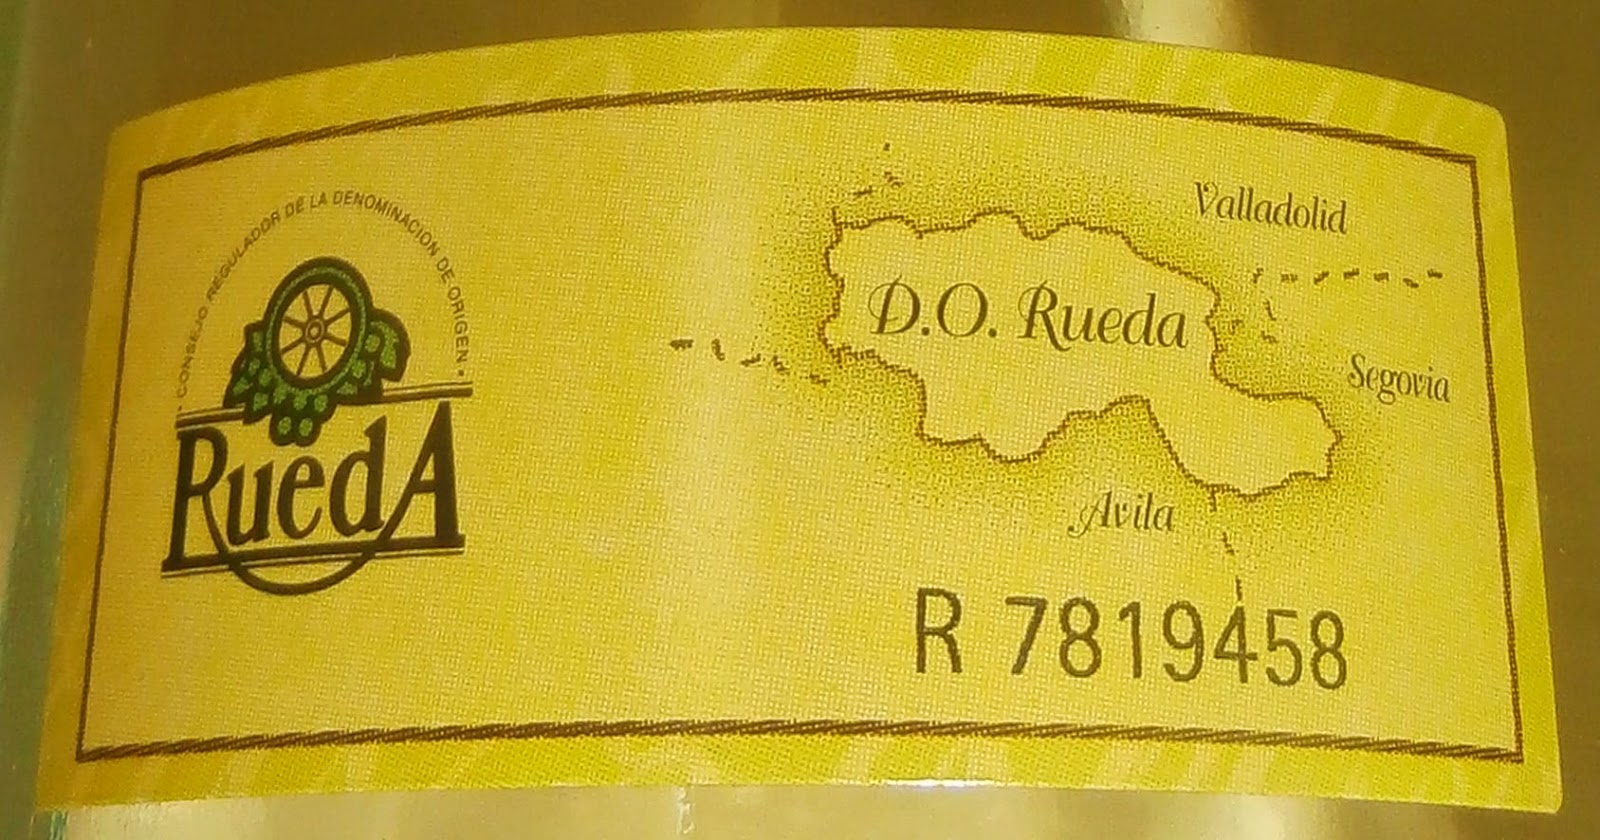 • CONSEJO REGULADOR DE LA DENOMINACION DE ORIGEN •
RuedA
Valladolid
D.O. Rueda
Segovia
Avila
R 7819458